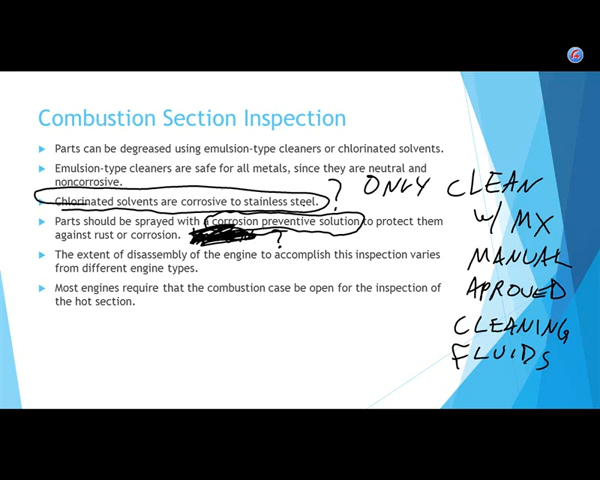 Combustion Section Inspection
Parts can be degreased using emulsion-type cleaners or chlorinated solvents.
Emulsion-type cleaners are safe for all metals, since they are neutral and
noncorrosive.
Chlorinated solvents are corrosive to stainless steel.
Parts should be sprayed with a corrosion preventive solution to protect them
against rust or corrosion.
The extent of disassembly of the engine to accomplish this inspection varies
from different engine types.
Most engines require that the combustion case be open for the inspection of
the hot section.
?
?
ONLY CLEAN
w/ MX
MANUAL
APROVED
CLEANING
FLUIDS